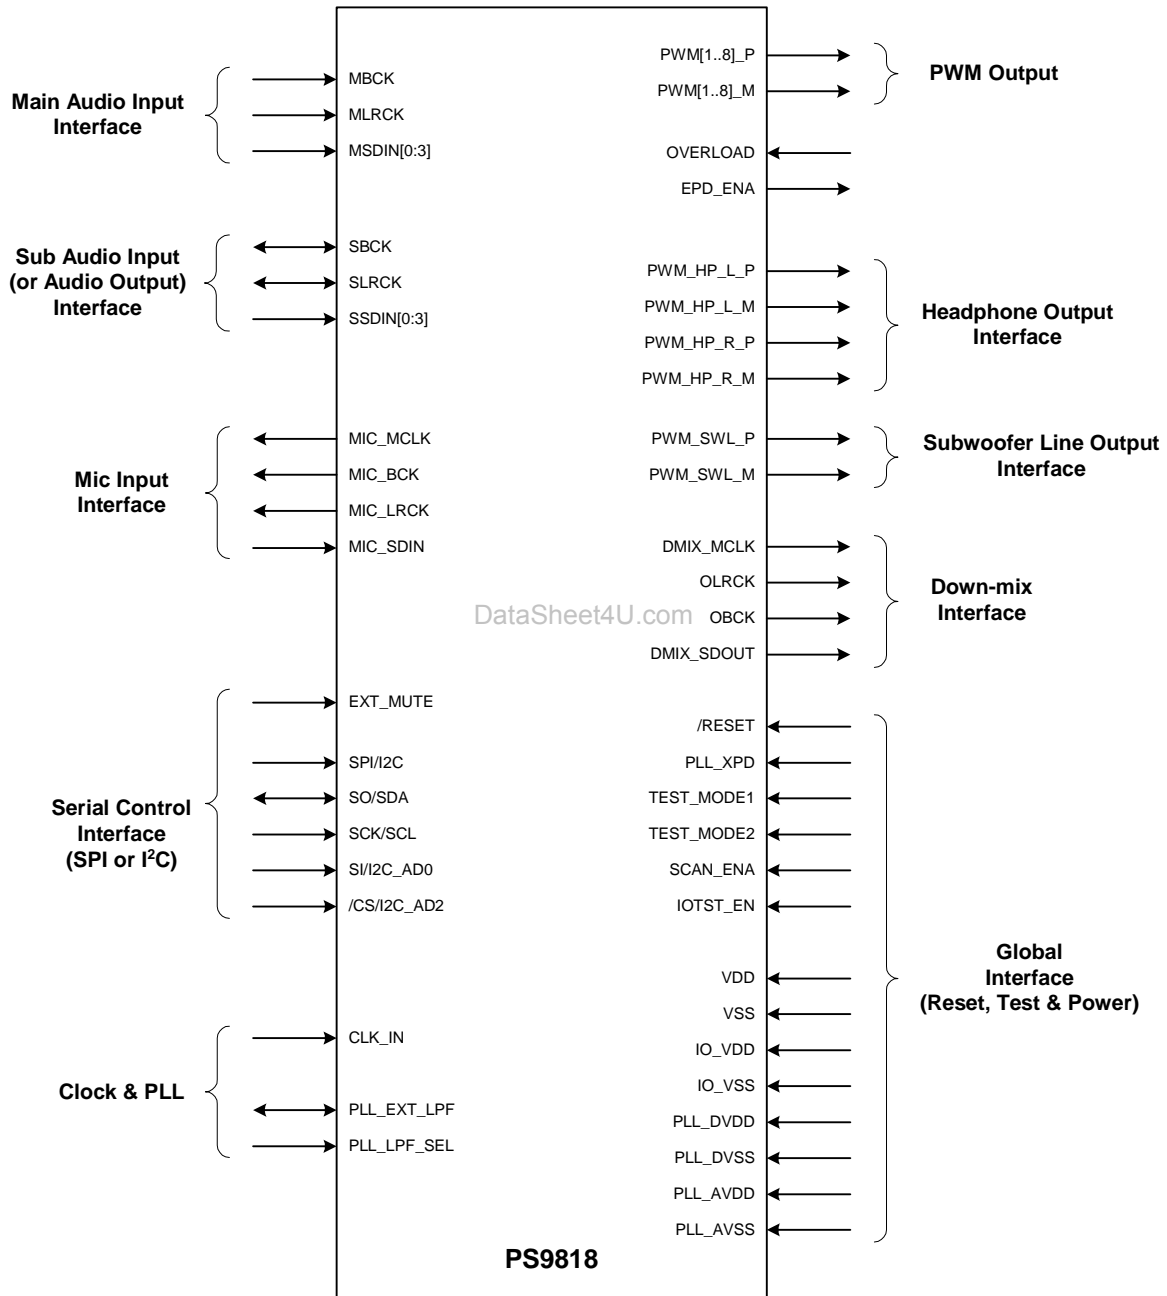 Main Audio Input
Interface
MBCK
MLRCK
MSDIN[0:3]
Sub Audio Input
(or Audio Output)
Interface
SBCK
SLRCK
SSDIN[0:3]
Mic Input
Interface
MIC_MCLK
MIC_BCK
MIC_LRCK
MIC_SDIN
Serial Control
Interface
(SPI or I²C)
EXT_MUTE
SPI/I2C
SO/SDA
SCK/SCL
SI/I2C_AD0
/CS/I2C_AD2
Clock & PLL
CLK_IN
PLL_EXT_LPF
PLL_LPF_SEL
PWM[1..8]_P
PWM[1..8]_M
PWM Output
OVERLOAD
EPD_ENA
PWM_HP_L_P
PWM_HP_L_M
PWM_HP_R_P
PWM_HP_R_M
Headphone Output
Interface
PWM_SWL_P
PWM_SWL_M
Subwoofer Line Output
Interface
DMIX_MCLK
OLRCK
OBCK
DMIX_SDOUT
Down-mix
Interface
DataSheet4U.com
/RESET
PLL_XPD
TEST_MODE1
TEST_MODE2
SCAN_ENA
IOTST_EN
VDD
VSS
IO_VDD
IO_VSS
PLL_DVDD
PLL_DVSS
PLL_AVDD
PLL_AVSS
Global
Interface
(Reset, Test & Power)
PS9818